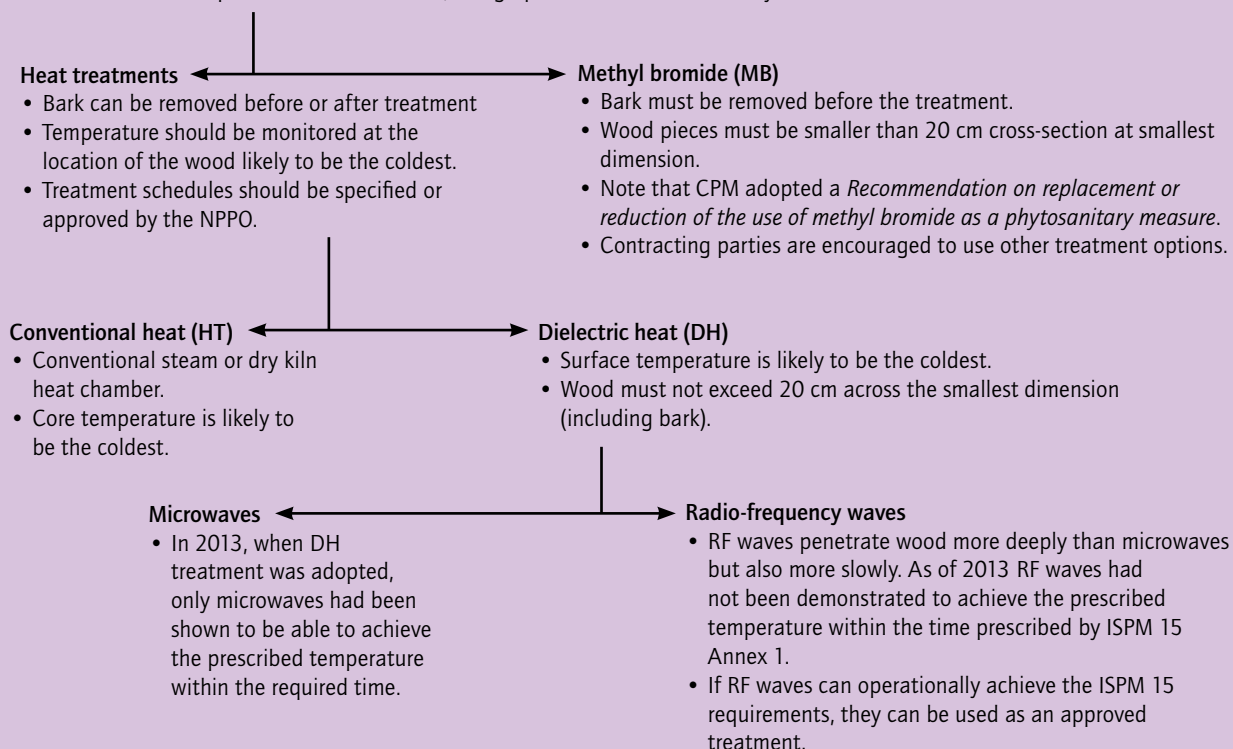 Heat treatments
• Bark can be removed before or after treatment
• Temperature should be monitored at the
location of the wood likely to be the coldest.
• Treatment schedules should be specified or
approved by the NPPO.
Methyl bromide (MB)
• Bark must be removed before the treatment.
• Wood pieces must be smaller than 20 cm cross-section at smallest
dimension.
• Note that CPM adopted a Recommendation on replacement or
reduction of the use of methyl bromide as a phytosanitary measure.
• Contracting parties are encouraged to use other treatment options.
Conventional heat (HT)
• Conventional steam or dry kiln
heat chamber.
• Core temperature is likely to
be the coldest.
Dielectric heat (DH)
• Surface temperature is likely to be the coldest.
• Wood must not exceed 20 cm across the smallest dimension
(including bark).
Microwaves
• In 2013, when DH
treatment was adopted,
only microwaves had been
shown to be able to achieve
the prescribed temperature
within the required time.
Radio-frequency waves
• RF waves penetrate wood more deeply than microwaves
but also more slowly. As of 2013 RF waves had
not been demonstrated to achieve the prescribed
temperature within the time prescribed by ISPM 15
Annex 1.
• If RF waves can operationally achieve the ISPM 15
requirements, they can be used as an approved
treatment.